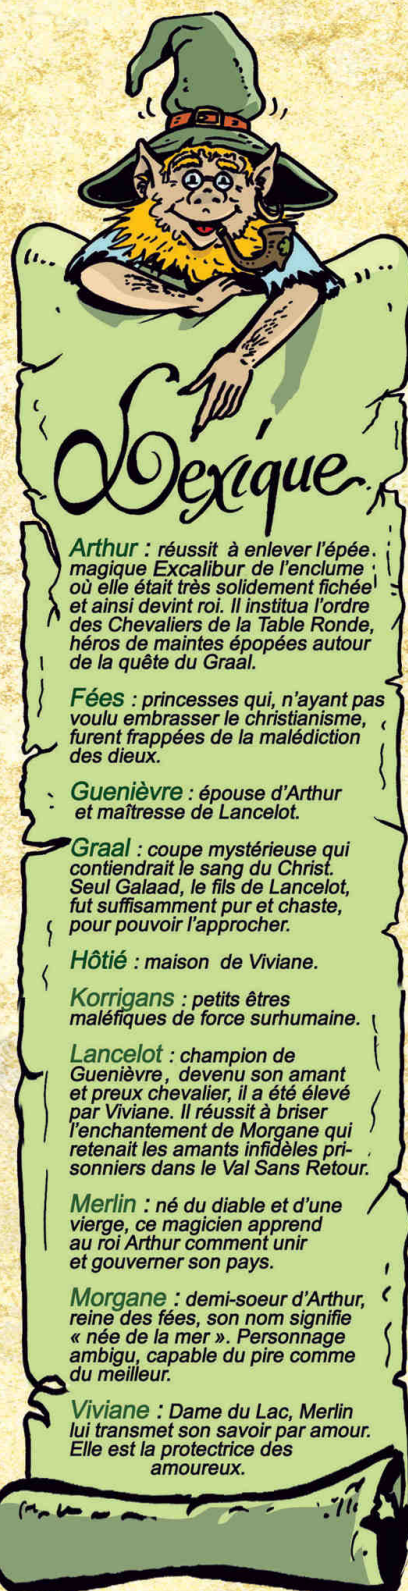 Lexique
Arthur : réussit à enlever l'épée
magique Excalibur de l'enclume
où elle était très solidement fichée
et ainsi devint roi. Il institua l'ordre
des Chevaliers de la Table Ronde,
héros de maintes épopées autour
de la quête du Graal.
Fées : princesses qui, n'ayant pas
voulu embrasser le christianisme,
furent frappées de la malédiction
des dieux.
Guenièvre : épouse d'Arthur
et maîtresse de Lancelot.
Graal : coupe mystérieuse qui
contiendrait le sang du Christ.
Seul Galaad, le fils de Lancelot,
fut suffisamment pur et chaste,
pour pouvoir l'approcher.
Hôtié : maison de Viviane.
Korrigans : petits êtres
maléfiques de force surhumaine.
Lancelot : champion de
Guenièvre, devenu son amant
et preux chevalier, il a été élevé
par Viviane. Il réussit à briser
l'enchantement de Morgane qui
retenait les amants infidèles pri-
sonniers dans le Val Sans Retour.
Merlin : né du diable et d'une
vierge, ce magicien apprend
au roi Arthur comment unir
et gouverner son pays.
Morgane : demi-soeur d'Arthur,
reine des fées, son nom signifie
« née de la mer ». Personnage
ambigu, capable du pire comme
du meilleur.
Viviane : Dame du Lac, Merlin
lui transmet son savoir par amour.
Elle est la protectrice des
amoureux.